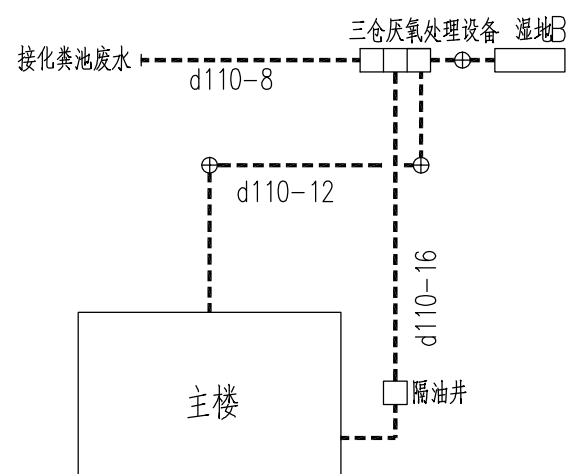 三仓厌氧处理设备 湿地B
接化粪池废水
d110-8
d110-12
d110-16
隔油井
主楼